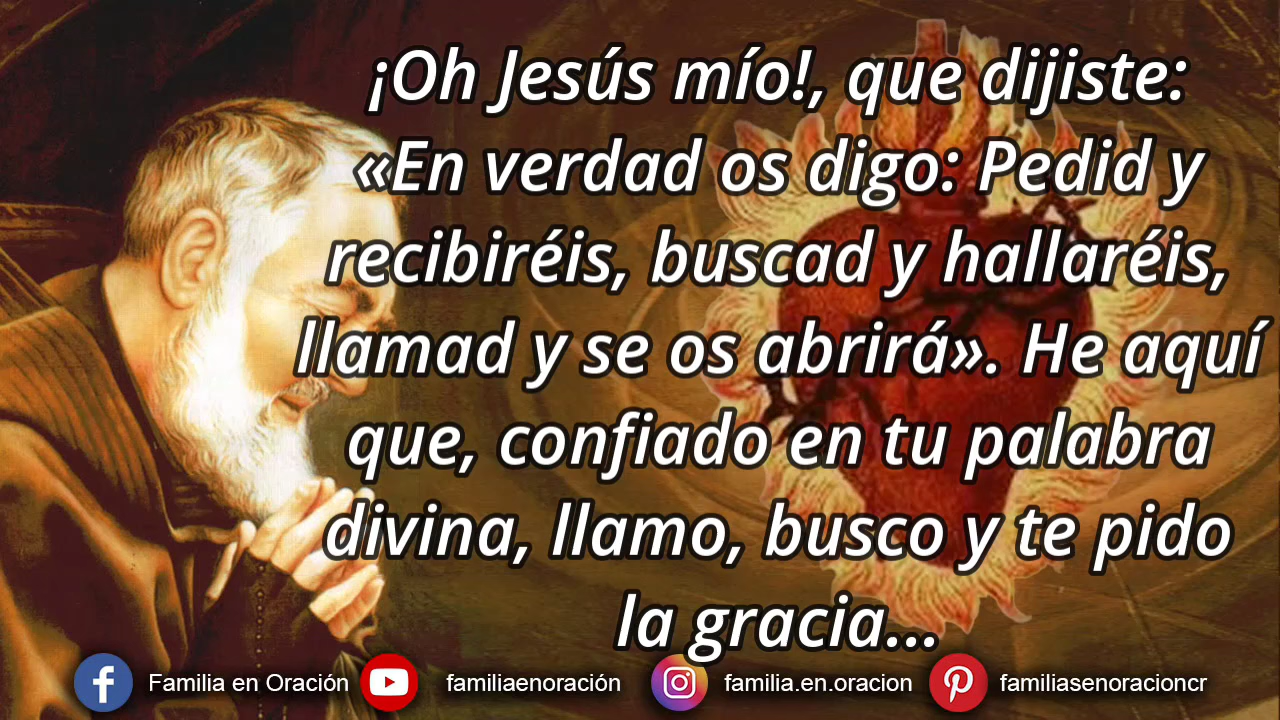 ¡Oh Jesús mío!, que dijiste:
«En verdad os digo: Pedid y
recibiréis, buscad y hallaréis,
llamad y se os abrirá». He aquí
que, confiado en tu palabra
divina, llamo, busco y te pido
la gracia...
Familia en Oración familiaenoración familia.en.oracion familiasenoracioncr